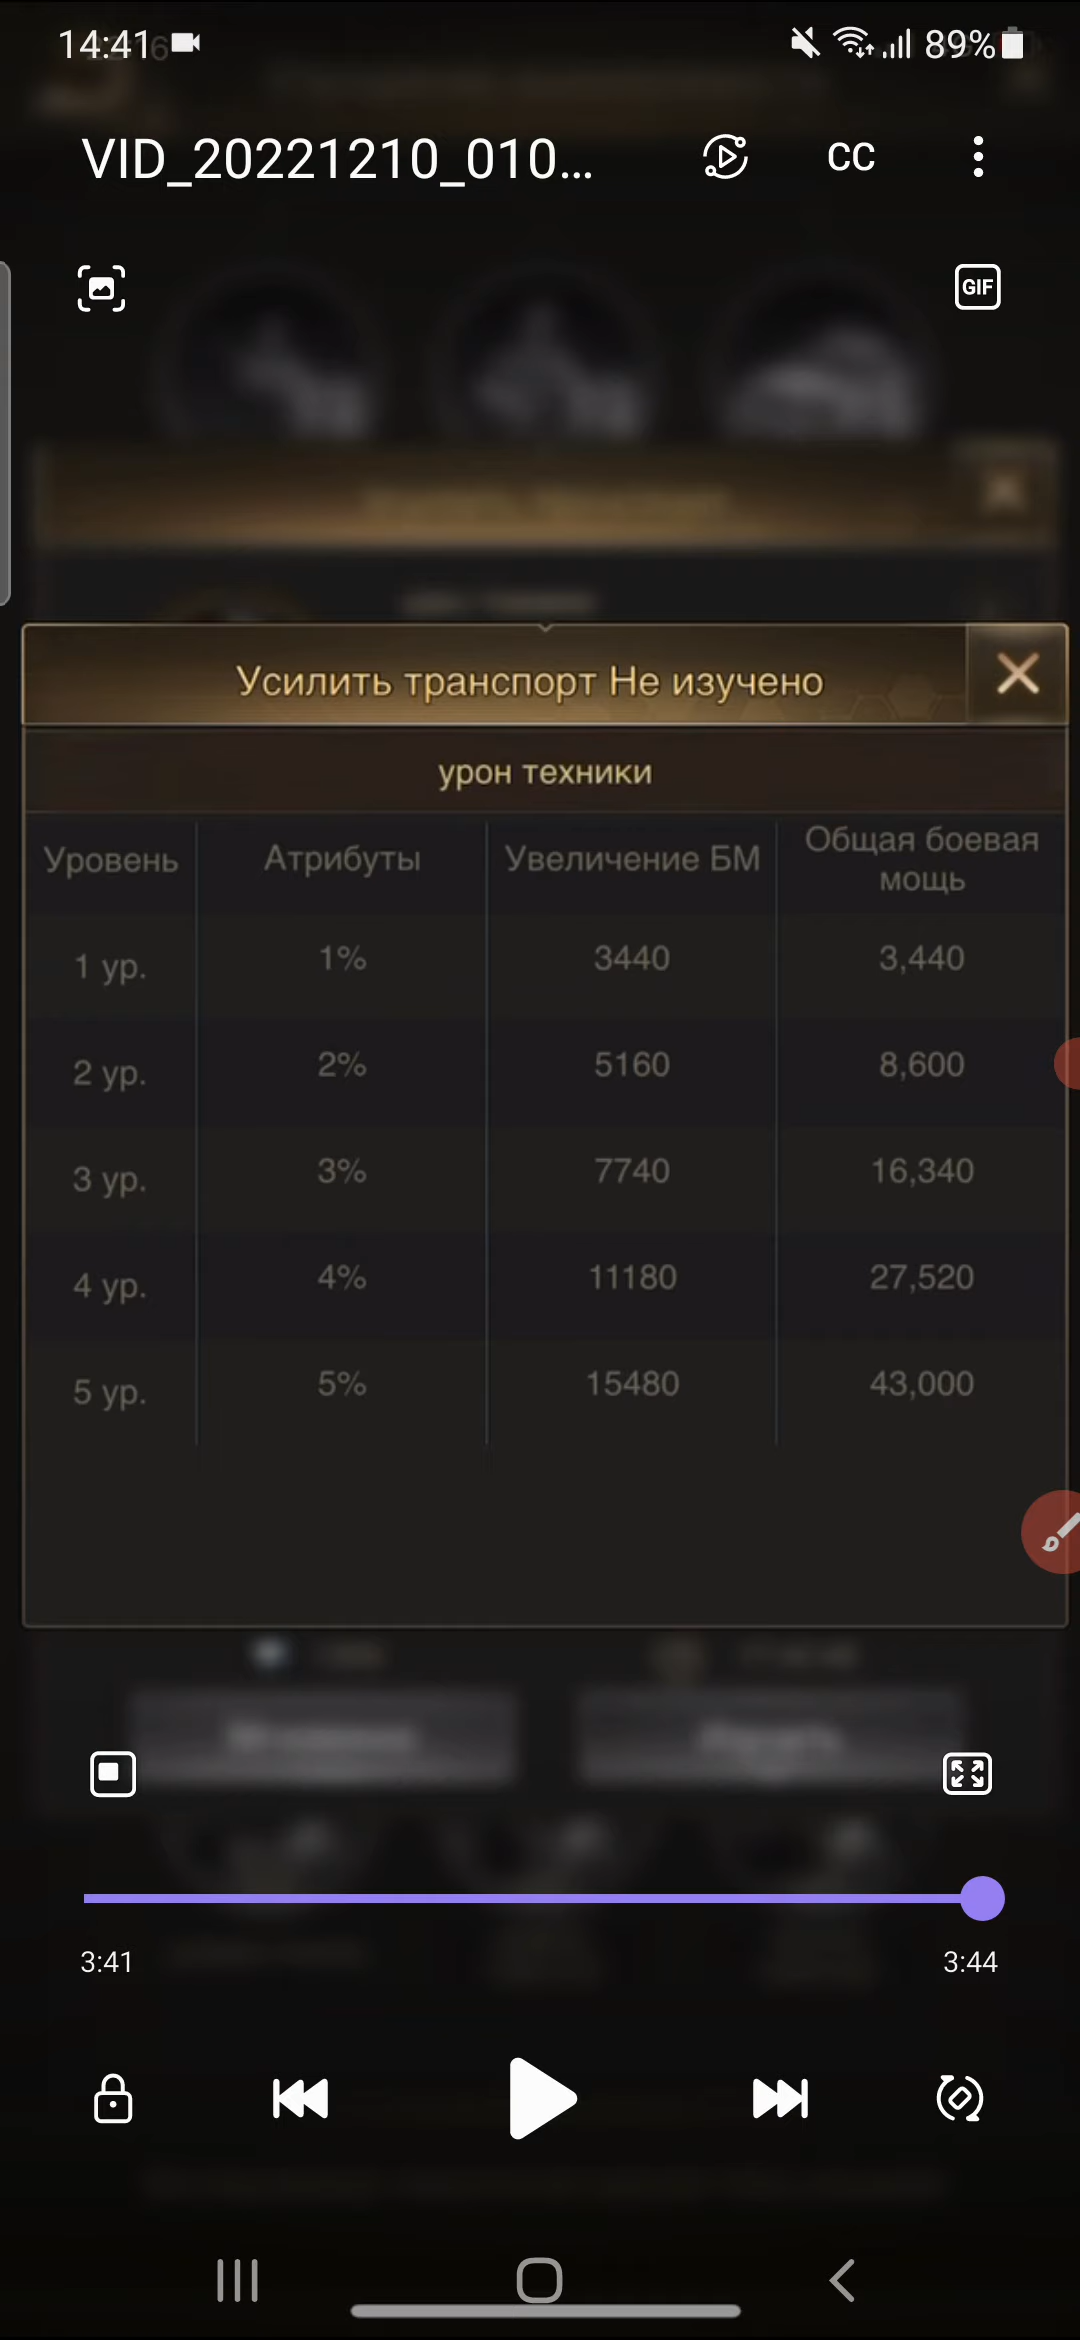 14:41
89%
VID_20221210_010...
CC
GIF
Усилить транспорт Не изучено
урон техники
Уровень Атрибуты Увеличение БМ Общая боевая мощь
1 ур. 1% 3440 3,440
2 ур. 2% 5160 8,600
3 ур. 3% 7740 16,340
4 ур. 4% 11180 27,520
5 ур. 5% 15480 43,000
3:41 3:44